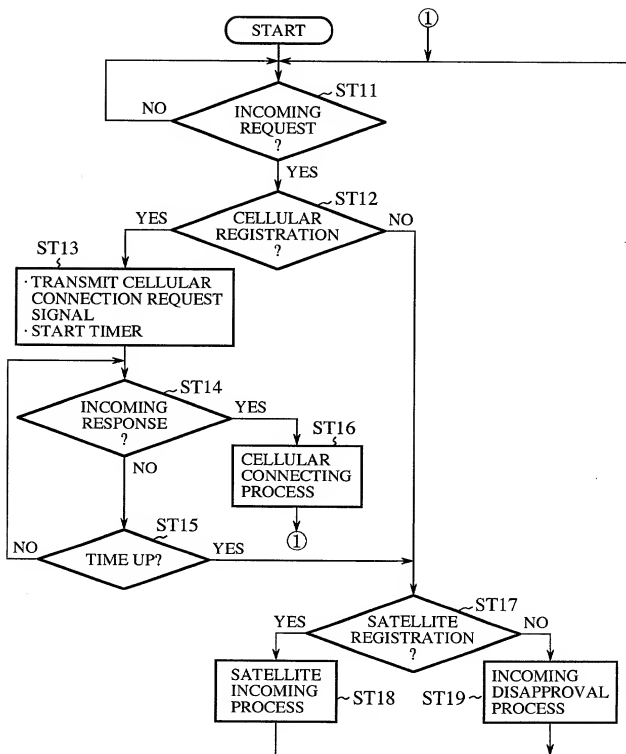 START
①
ST11
NO
INCOMING
REQUEST
?
YES
ST12
YES
CELLULAR
REGISTRATION
?
NO
ST13
· TRANSMIT CELLULAR
CONNECTION REQUEST
SIGNAL
· START TIMER
ST14
INCOMING
RESPONSE
?
YES
NO
ST16
CELLULAR
CONNECTING
PROCESS
①
ST15
NO
TIME UP?
YES
ST17
YES
SATELLITE
REGISTRATION
?
NO
SATELLITE
INCOMING
PROCESS
ST18
ST19
INCOMING
DISAPPROVAL
PROCESS